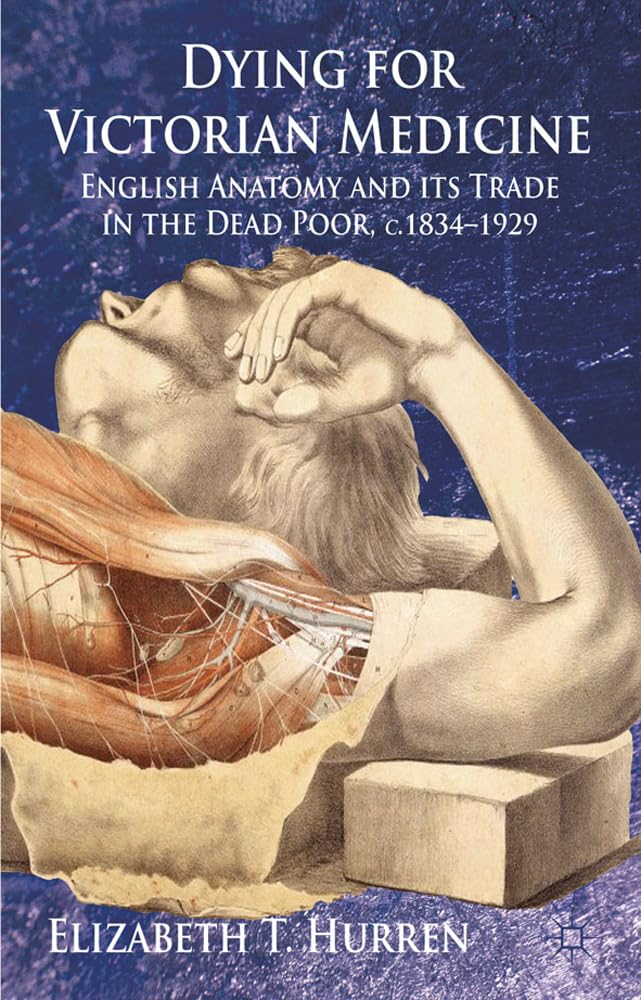 DYING FOR
VICTORIAN MEDICINE
ENGLISH ANATOMY AND ITS TRADE
IN THE DEAD POOR, C.1834–1929
ELIZABETH T. HURREN